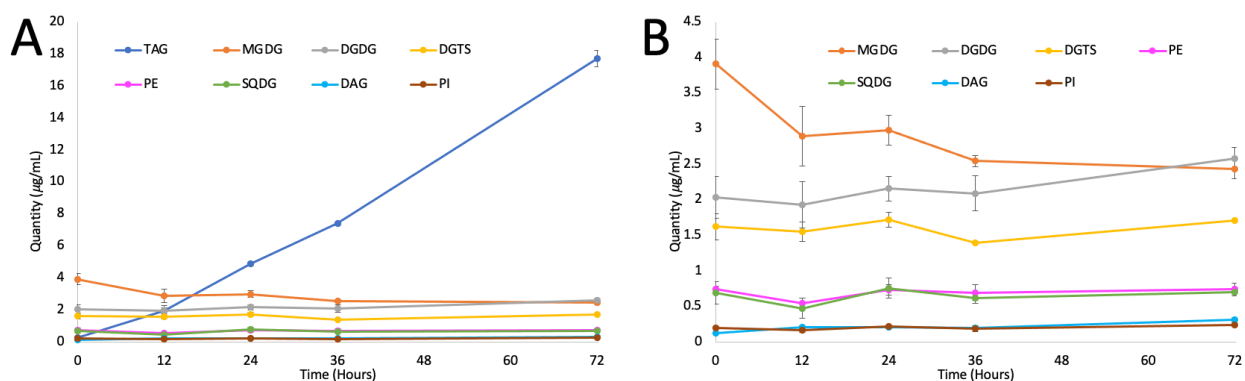 A
Quantity (µg/mL)
20
18
16
14
12
10
8
6
4
2
0
TAG MGDG DGDG DGTS
PE SQDG DAG PI
0 12 24 36 48 60 72
Time (Hours)
B
Quantity (µg/mL)
4.5
4
3.5
3
2.5
2
1.5
1
0.5
0
MGDG DGDG DGTS PE
SQDG DAG PI
0 12 24 36 48 60 72
Time (Hours)